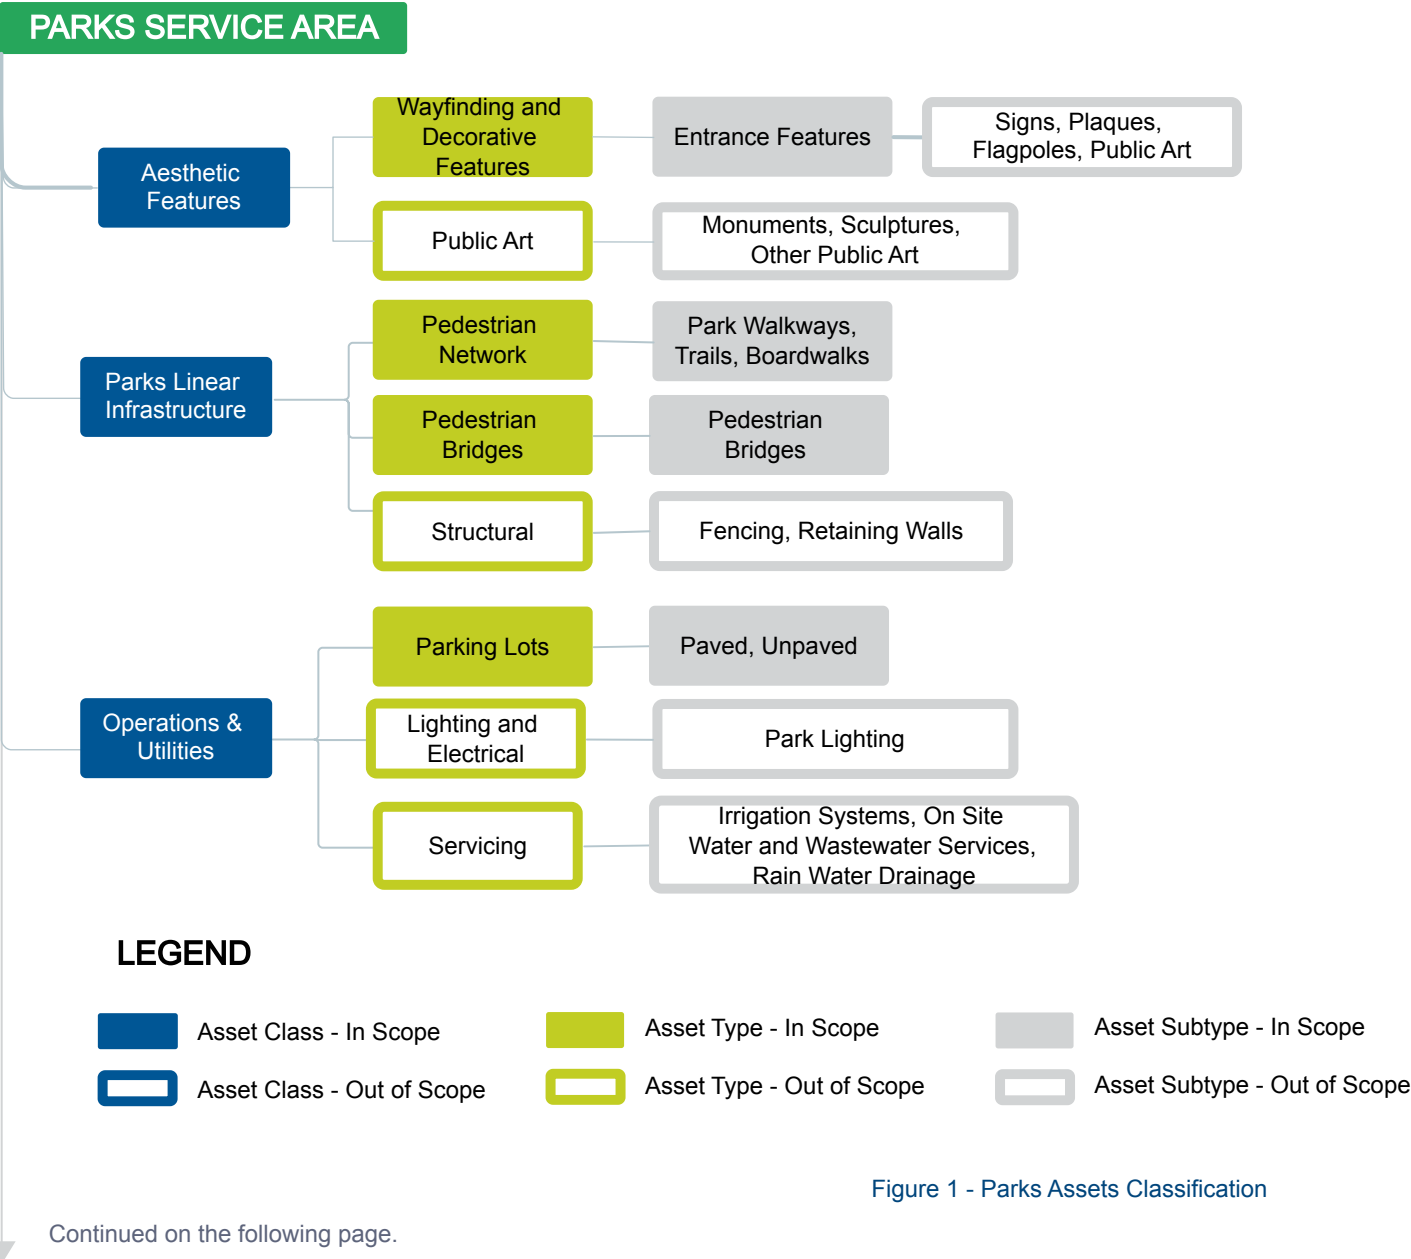 PARKS SERVICE AREA
Aesthetic
Features
Wayfinding and
Decorative
Features
Entrance Features
Signs, Plaques,
Flagpoles, Public Art
Public Art
Monuments, Sculptures,
Other Public Art
Parks Linear
Infrastructure
Pedestrian
Network
Park Walkways,
Trails, Boardwalks
Pedestrian
Bridges
Pedestrian
Bridges
Structural
Fencing, Retaining Walls
Operations &
Utilities
Parking Lots
Paved, Unpaved
Lighting and
Electrical
Park Lighting
Servicing
Irrigation Systems, On Site
Water and Wastewater Services,
Rain Water Drainage
LEGEND
Asset Class - In Scope
Asset Type - In Scope
Asset Subtype - In Scope
Asset Class - Out of Scope
Asset Type - Out of Scope
Asset Subtype - Out of Scope
Figure 1 - Parks Assets Classification
Continued on the following page.